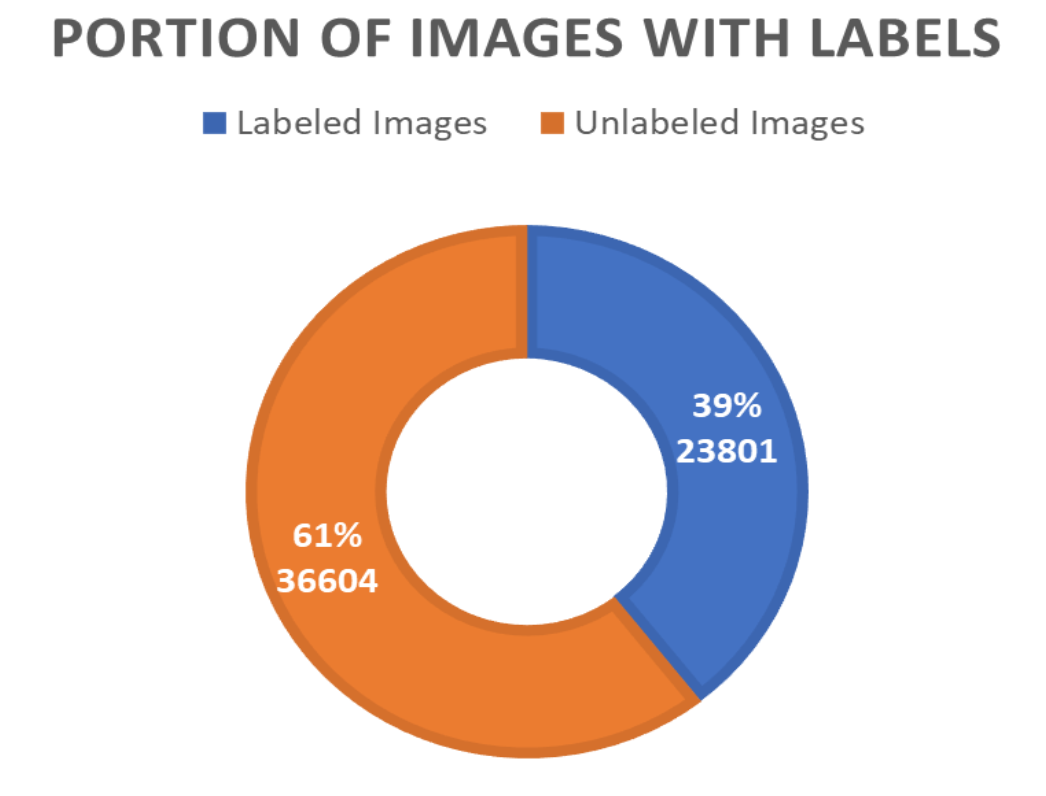 PORTION OF IMAGES WITH LABELS
Labeled Images Unlabeled Images
39%
23801
61%
36604